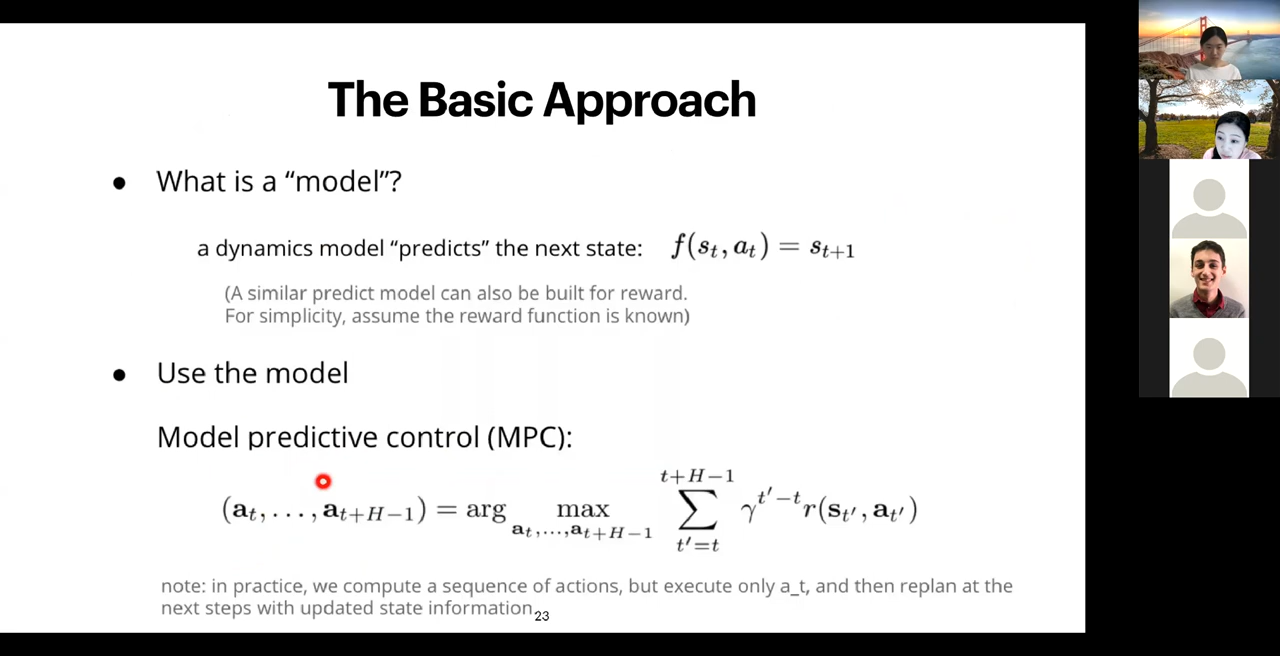 The Basic Approach
● What is a “model”?
a dynamics model “predicts” the next state: f(s_t, a_t) = s_{t+1}
(A similar predict model can also be built for reward.
For simplicity, assume the reward function is known)
● Use the model
Model predictive control (MPC):
(a_t, ..., a_{t+H−1}) = arg max_{a_t,...,a_{t+H−1}} ∑_{t'=t}^{t+H−1} γ^{t'−t} r(s_{t'}, a_{t'})
note: in practice, we compute a sequence of actions, but execute only a_t, and then replan at the
next steps with updated state information
23